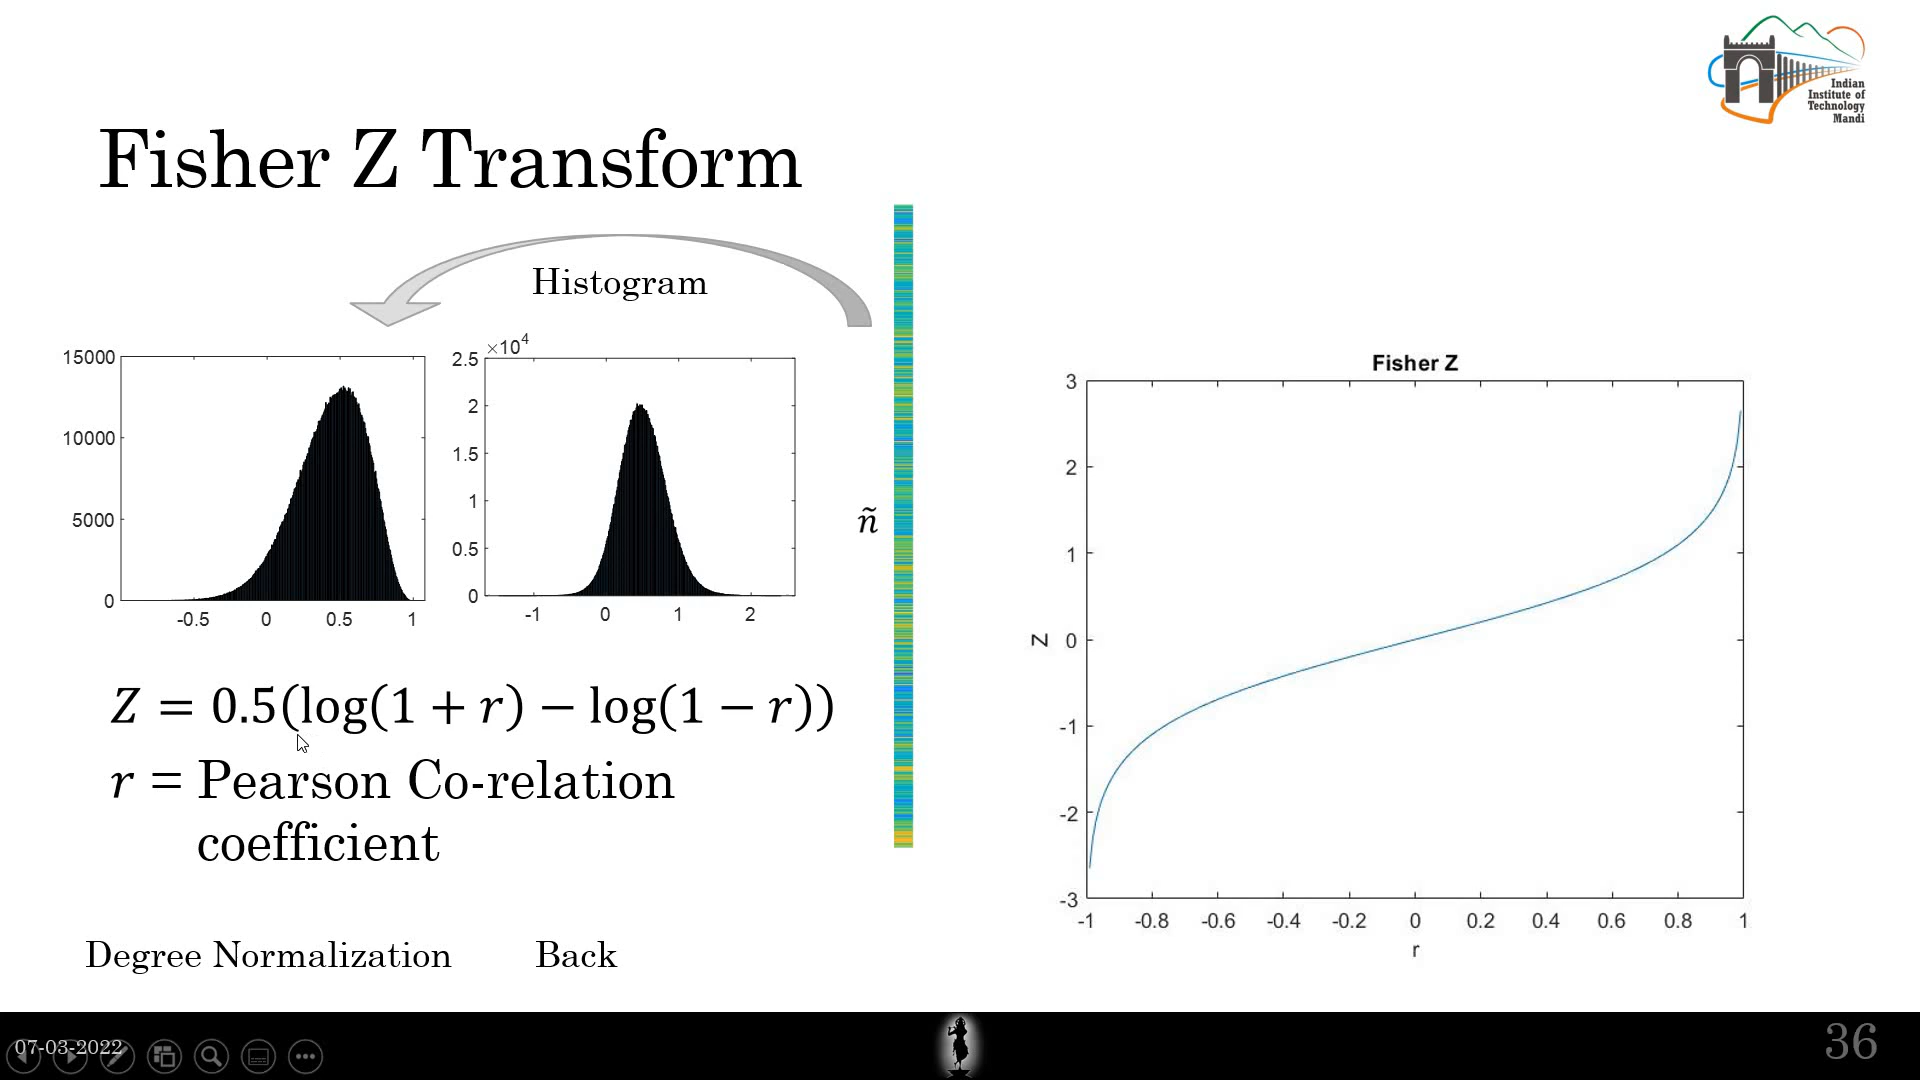 Indian
Institute of
Technology
Mandi
Fisher Z Transform
Histogram
15000
10000
5000
0
-0.5 0 0.5 1
×10^4
2.5
2
1.5
1
0.5
0
-1 0 1 2
ñ
Z = 0.5(log(1 + r) − log(1 − r))
r = Pearson Co-relation
coefficient
Degree Normalization
Back
Fisher Z
3
2
1
0
-1
-2
-3
Z
-1 -0.8 -0.6 -0.4 -0.2 0 0.2 0.4 0.6 0.8 1
r
07-03-2022
36